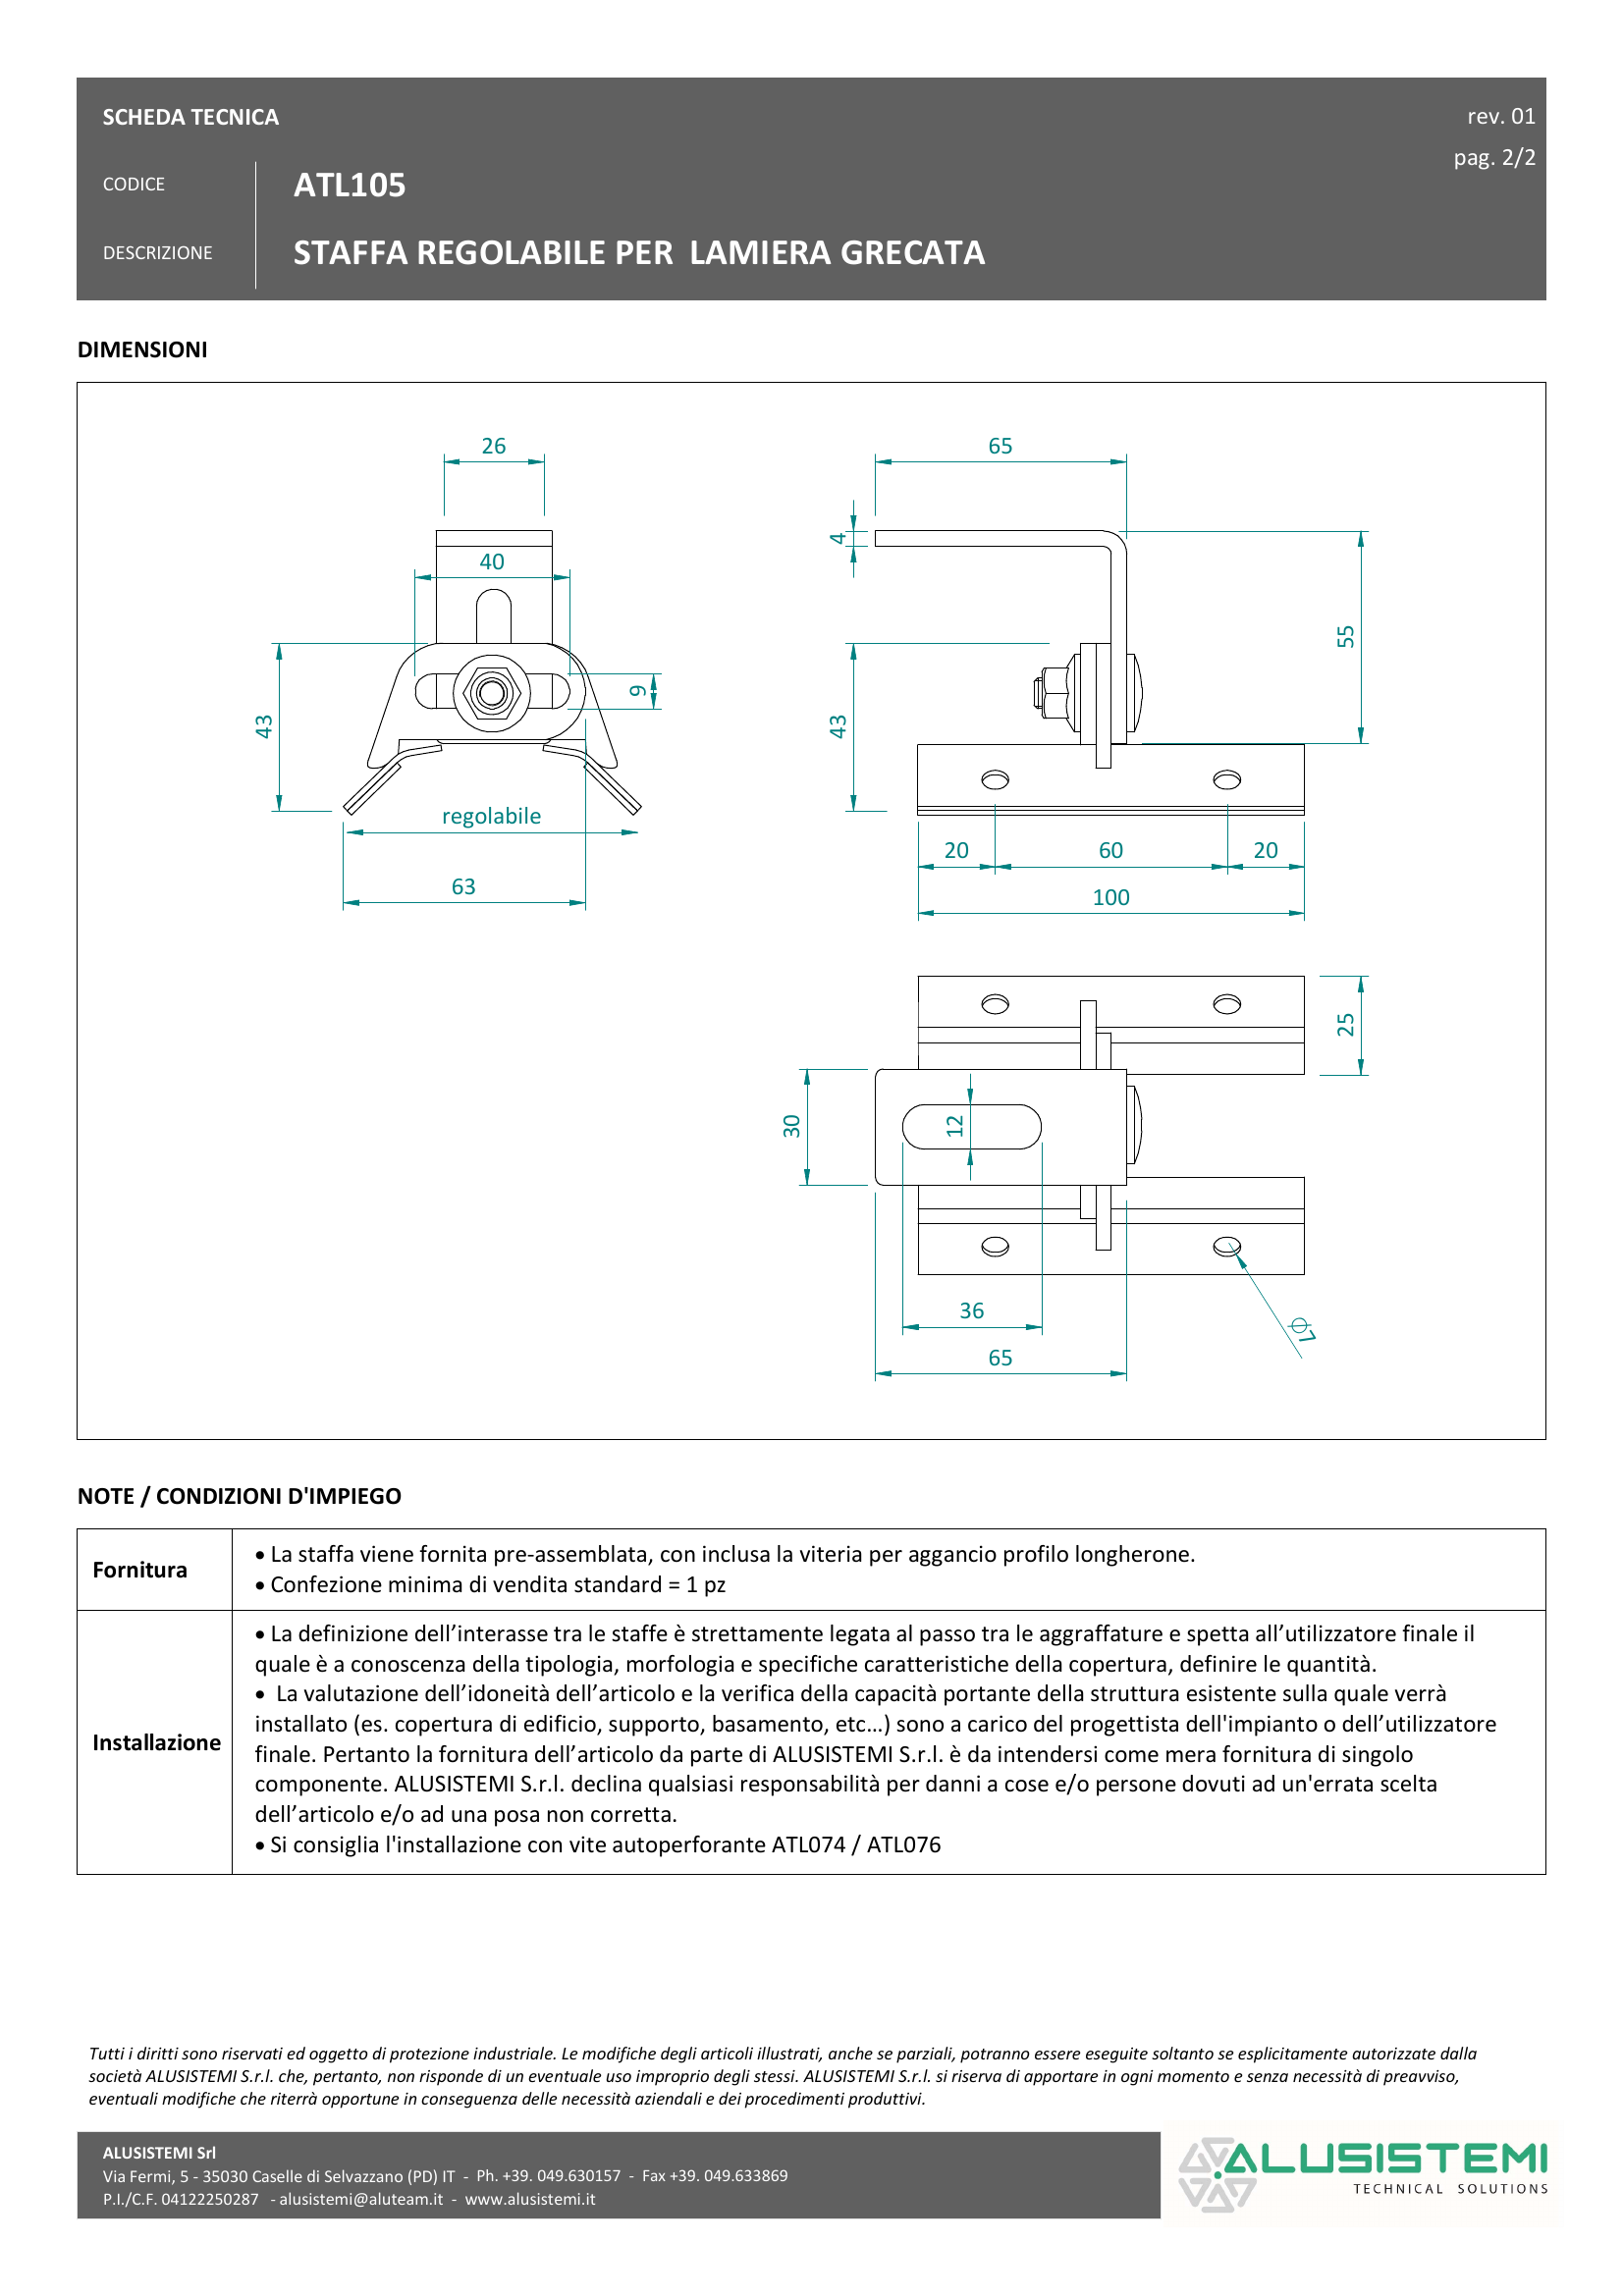 SCHEDA TECNICA
rev. 01
pag. 2/2
CODICE
ATL105
DESCRIZIONE
STAFFA REGOLABILE PER  LAMIERA GRECATA
DIMENSIONI
26
65
4
40
55
9
43
43
regolabile
20
60
20
63
100
25
30
12
36
Ø7
65
NOTE / CONDIZIONI D'IMPIEGO
Fornitura
• La staffa viene fornita pre-assemblata, con inclusa la viteria per aggancio profilo longherone.
• Confezione minima di vendita standard = 1 pz
Installazione
• La definizione dell’interasse tra le staffe è strettamente legata al passo tra le aggraffature e spetta all’utilizzatore finale il
quale è a conoscenza della tipologia, morfologia e specifiche caratteristiche della copertura, definire le quantità.
•  La valutazione dell’idoneità dell’articolo e la verifica della capacità portante della struttura esistente sulla quale verrà
installato (es. copertura di edificio, supporto, basamento, etc…) sono a carico del progettista dell'impianto o dell’utilizzatore
finale. Pertanto la fornitura dell’articolo da parte di ALUSISTEMI S.r.l. è da intendersi come mera fornitura di singolo
componente. ALUSISTEMI S.r.l. declina qualsiasi responsabilità per danni a cose e/o persone dovuti ad un'errata scelta
dell’articolo e/o ad una posa non corretta.
• Si consiglia l'installazione con vite autoperforante ATL074 / ATL076
Tutti i diritti sono riservati ed oggetto di protezione industriale. Le modifiche degli articoli illustrati, anche se parziali, potranno essere eseguite soltanto se esplicitamente autorizzate dalla
società ALUSISTEMI S.r.l. che, pertanto, non risponde di un eventuale uso improprio degli stessi. ALUSISTEMI S.r.l. si riserva di apportare in ogni momento e senza necessità di preavviso,
eventuali modifiche che riterrà opportune in conseguenza delle necessità aziendali e dei procedimenti produttivi.
ALUSISTEMI Srl
Via Fermi, 5 - 35030 Caselle di Selvazzano (PD) IT  -  Ph. +39. 049.630157  -  Fax +39. 049.633869
P.I./C.F. 04122250287  - alusistemi@aluteam.it  -  www.alusistemi.it
ALUSISTEMI
TECHNICAL SOLUTIONS